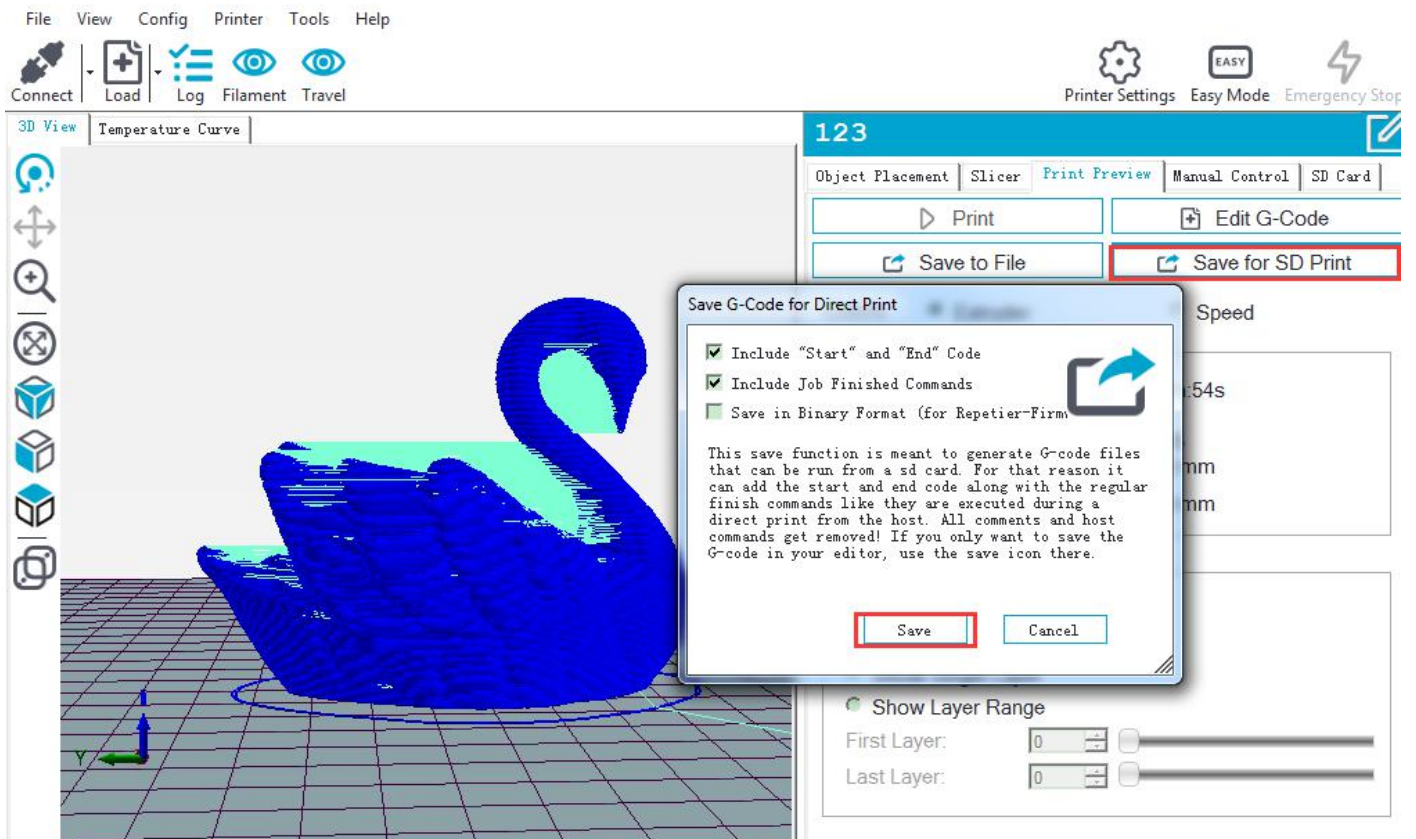 File View Config Printer Tools Help
Connect Load Log Filament Travel
EASY
Printer Settings Easy Mode Emergency Stop
3D View Temperature Curve
123
Object Placement Slicer Print Preview Manual Control SD Card
Print Edit G-Code
Save to File Save for SD Print
Save G-Code for Direct Print
Speed
Include "Start" and "End" Code
Include Job Finished Commands
:54s
Save in Binary Format (for Repetier-Firm
This save function is meant to generate G-code files
that can be run from a sd card. For that reason it
mm
can add the start and end code along with the regular
finish commands like they are executed during a
mm
direct print from the host. All comments and host
commands get removed! If you only want to save the
G-code in your editor, use the save icon there.
Save Cancel
Show Layer Range
First Layer: 0
Last Layer: 0
Y